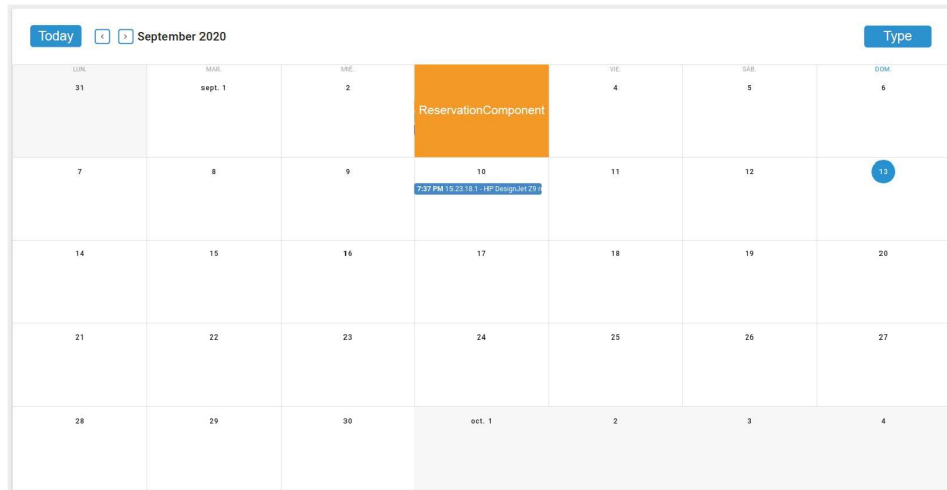 Today < > September 2020 Type
LUN. MAR. MIÉ. VIE. SÁB. DOM.
31 sept. 1 2 4 5 6
ReservationComponent
7 8 9 10 11 12 13
7:37 PM 15.23.18.1 - HP DesignJet Z9
14 15 16 17 18 19 20
21 22 23 24 25 26 27
28 29 30 oct. 1 2 3 4